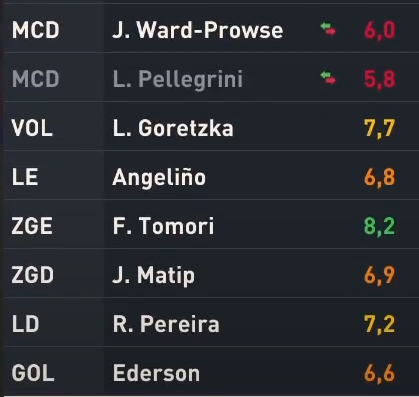 MCD J. Ward-Prowse 6,0
MCD L. Pellegrini 5,8
VOL L. Goretzka 7,7
LE Angeliño 6,8
ZGE F. Tomori 8,2
ZGD J. Matip 6,9
LD R. Pereira 7,2
GOL Ederson 6,6